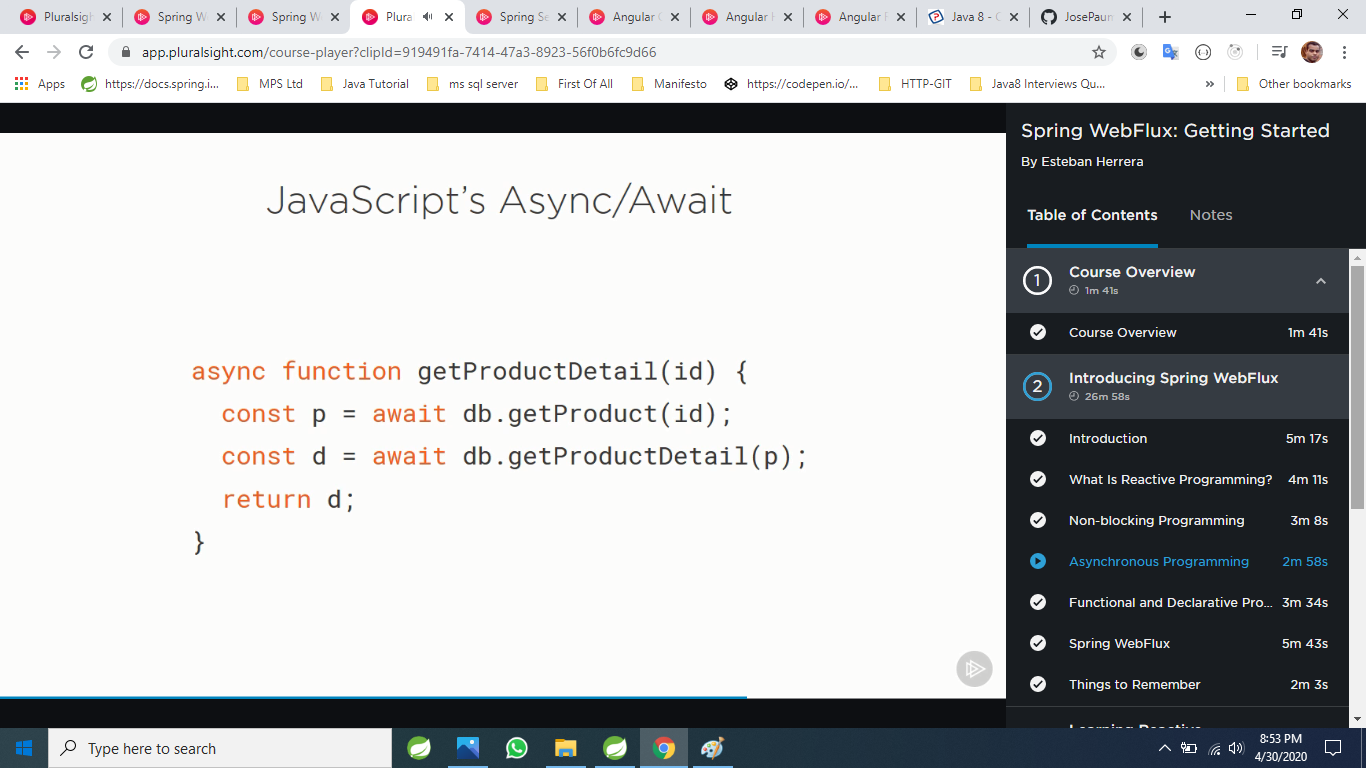 Pluralsigh
Spring W
Spring W
Plura
Spring Se
Angular
Angular
Angular
Java 8 -
JosePaun
app.pluralsight.com/course-player?clipId=919491fa-7414-47a3-8923-56f0b6fc9d66
Apps
https://docs.spring.i...
MPS Ltd
Java Tutorial
ms sql server
First Of All
Manifesto
https://codepen.io/...
HTTP-GIT
Java8 Interviews Qu...
»
Other bookmarks
JavaScript’s Async/Await
async function getProductDetail(id) {
const p = await db.getProduct(id);
const d = await db.getProductDetail(p);
return d;
}
Spring WebFlux: Getting Started
By Esteban Herrera
Table of Contents
Notes
1
Course Overview
1m 41s
Course Overview
1m 41s
2
Introducing Spring WebFlux
26m 58s
Introduction
5m 17s
What Is Reactive Programming?
4m 11s
Non-blocking Programming
3m 8s
Asynchronous Programming
2m 58s
Functional and Declarative Pro...
3m 34s
Spring WebFlux
5m 43s
Things to Remember
2m 3s
Learning Reactive
Type here to search
8:53 PM
4/30/2020